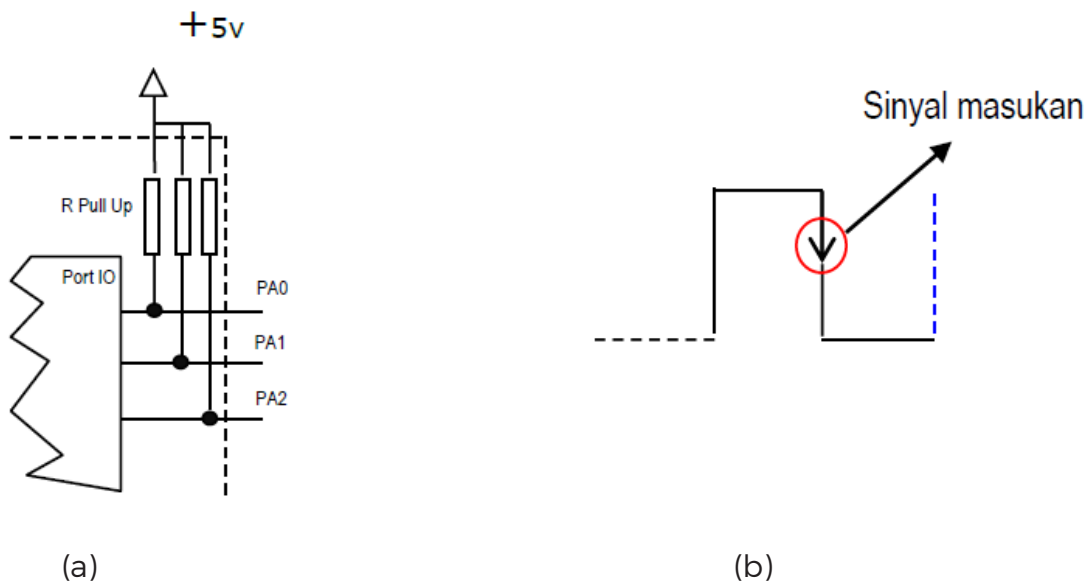 +5v
R Pull Up
Port IO
PA0
PA1
PA2
(a)
Sinyal masukan
(b)